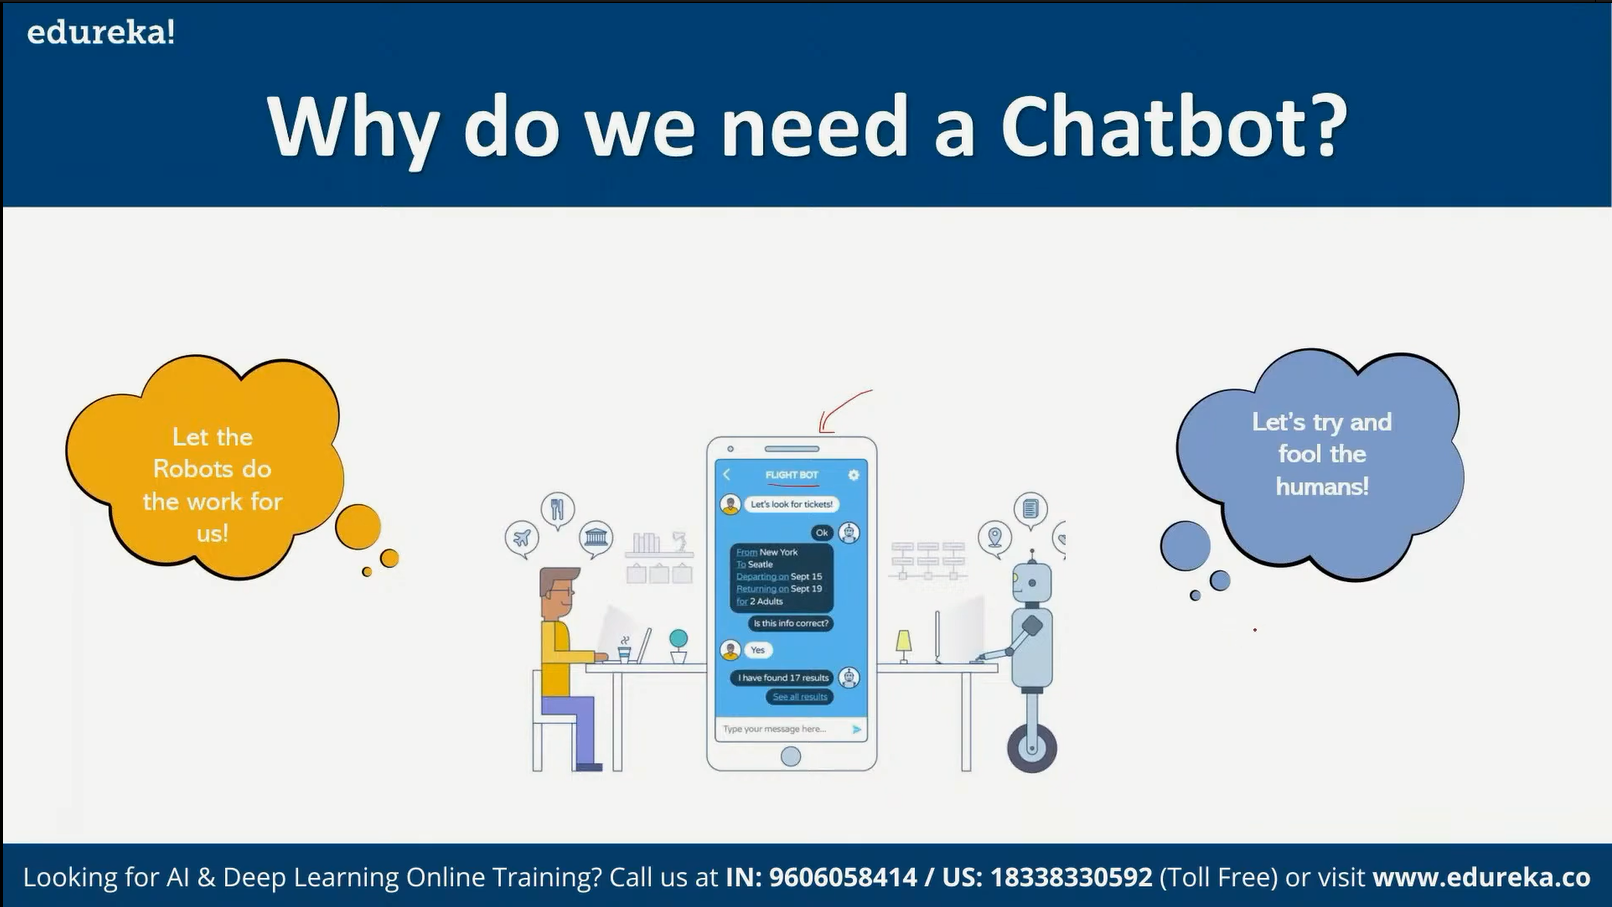 edureka!
Why do we need a Chatbot?
Let the
Robots do
the work for
us!
FLIGHT BOT
Let's look for tickets!
Ok
From New York
To Seatle
Departing on Sept 15
Returning on Sept 19
for 2 Adults
Is this info correct?
Yes
I have found 17 results
See all results
Type your message here...
Let's try and
fool the
humans!
Looking for AI & Deep Learning Online Training? Call us at IN: 9606058414 / US: 18338330592 (Toll Free) or visit www.edureka.co